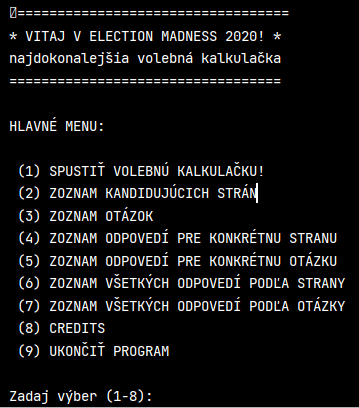 ==================================
* VITAJ V ELECTION MADNESS 2020! *
najdokonalejšia volebná kalkulačka
==================================
HLAVNÉ MENU:
(1) SPUSTIŤ VOLEBNÚ KALKULAČKU!
(2) ZOZNAM KANDIDUJÚCICH STRÁN
(3) ZOZNAM OTÁZOK
(4) ZOZNAM ODPOVEDÍ PRE KONKRÉTNU STRANU
(5) ZOZNAM ODPOVEDÍ PRE KONKRÉTNU OTÁZKU
(6) ZOZNAM VŠETKÝCH ODPOVEDÍ PODĽA STRANY
(7) ZOZNAM VŠETKÝCH ODPOVEDÍ PODĽA OTÁZKY
(8) CREDITS
(9) UKONČIŤ PROGRAM
Zadaj výber (1-8):